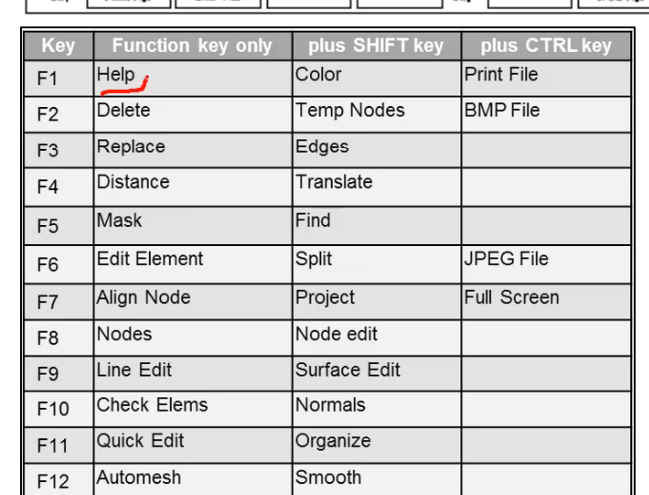 Key Function key only plus SHIFT key plus CTRL key
F1 Help Color Print File
F2 Delete Temp Nodes BMP File
F3 Replace Edges
F4 Distance Translate
F5 Mask Find
F6 Edit Element Split JPEG File
F7 Align Node Project Full Screen
F8 Nodes Node edit
F9 Line Edit Surface Edit
F10 Check Elems Normals
F11 Quick Edit Organize
F12 Automesh Smooth